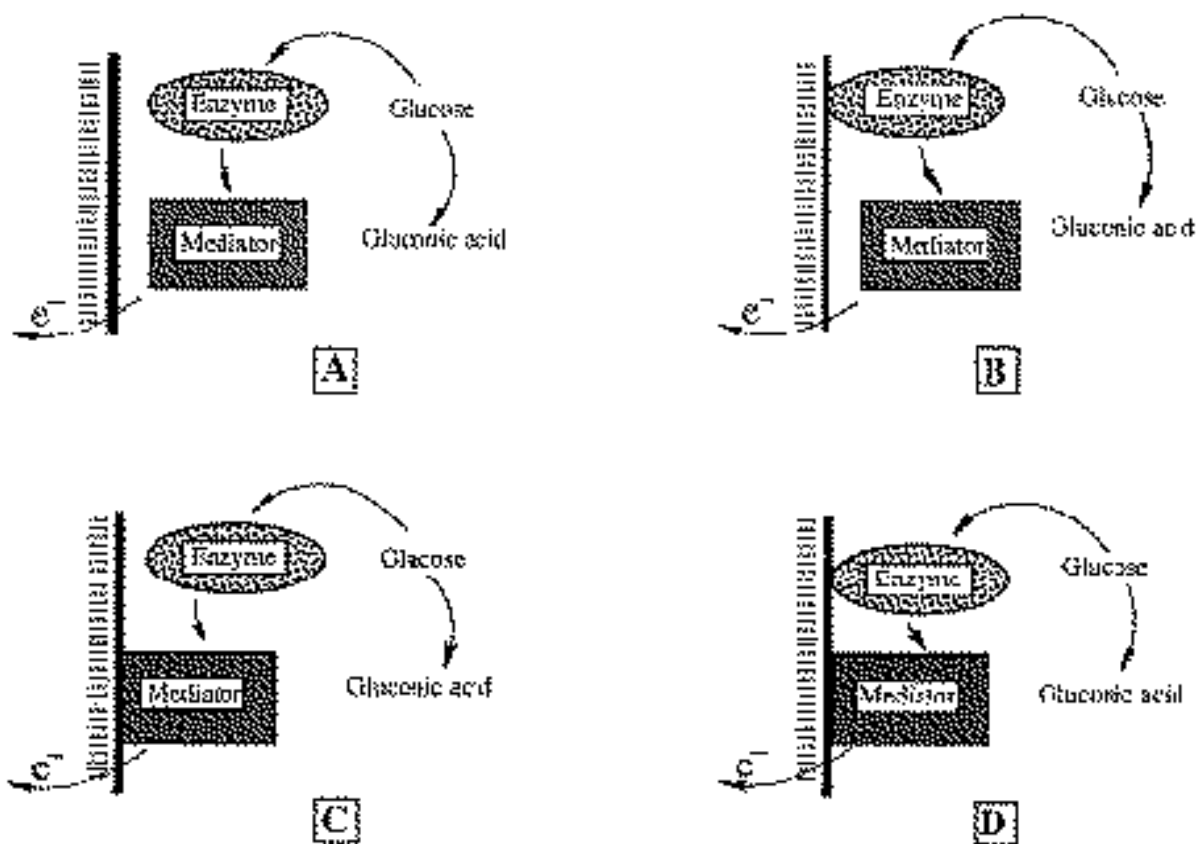 Enzyme
Glucose
Mediator
Gluconic acid
e⁻
A
Enzyme
Glucose
Mediator
Gluconic acid
e⁻
B
Enzyme
Glucose
Mediator
Gluconic acid
e⁻
C
Enzyme
Glucose
Mediator
Gluconic acid
e⁻
D